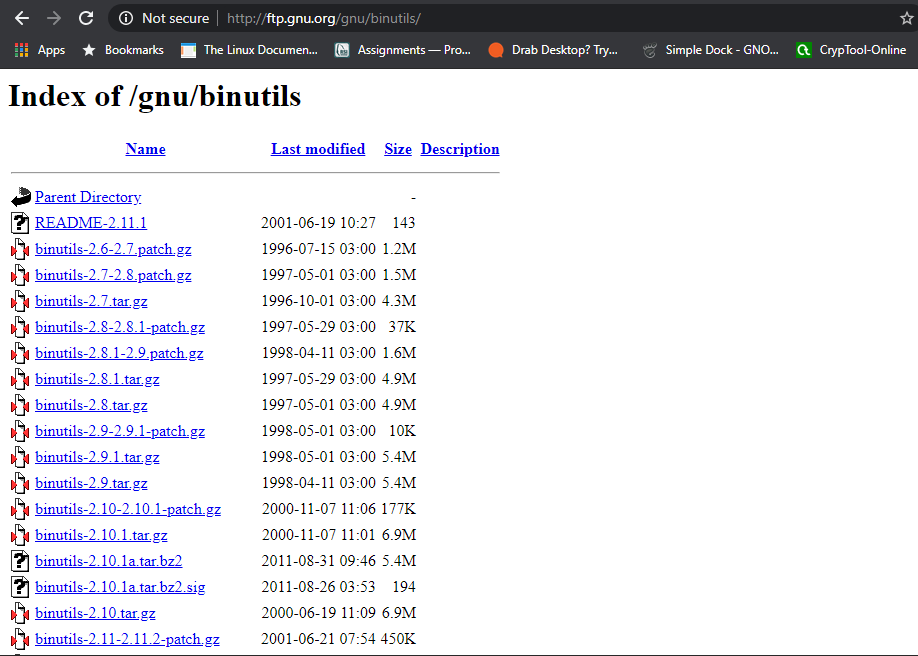 Not secure | http://ftp.gnu.org/gnu/binutils/
Apps Bookmarks The Linux Documen... Assignments — Pro... Drab Desktop? Try... Simple Dock - GNO... CrypTool-Online
Index of /gnu/binutils
Name Last modified Size Description
Parent Directory -
README-2.11.1 2001-06-19 10:27 143
binutils-2.6-2.7.patch.gz 1996-07-15 03:00 1.2M
binutils-2.7-2.8.patch.gz 1997-05-01 03:00 1.5M
binutils-2.7.tar.gz 1996-10-01 03:00 4.3M
binutils-2.8-2.8.1-patch.gz 1997-05-29 03:00 37K
binutils-2.8.1-2.9.patch.gz 1998-04-11 03:00 1.6M
binutils-2.8.1.tar.gz 1997-05-29 03:00 4.9M
binutils-2.8.tar.gz 1997-05-01 03:00 4.9M
binutils-2.9-2.9.1-patch.gz 1998-05-01 03:00 10K
binutils-2.9.1.tar.gz 1998-05-01 03:00 5.4M
binutils-2.9.tar.gz 1998-04-11 03:00 5.4M
binutils-2.10-2.10.1-patch.gz 2000-11-07 11:06 177K
binutils-2.10.1.tar.gz 2000-11-07 11:01 6.9M
binutils-2.10.1a.tar.bz2 2011-08-31 09:46 5.4M
binutils-2.10.1a.tar.bz2.sig 2011-08-26 03:53 194
binutils-2.10.tar.gz 2000-06-19 11:09 6.9M
binutils-2.11-2.11.2-patch.gz 2001-06-21 07:54 450K